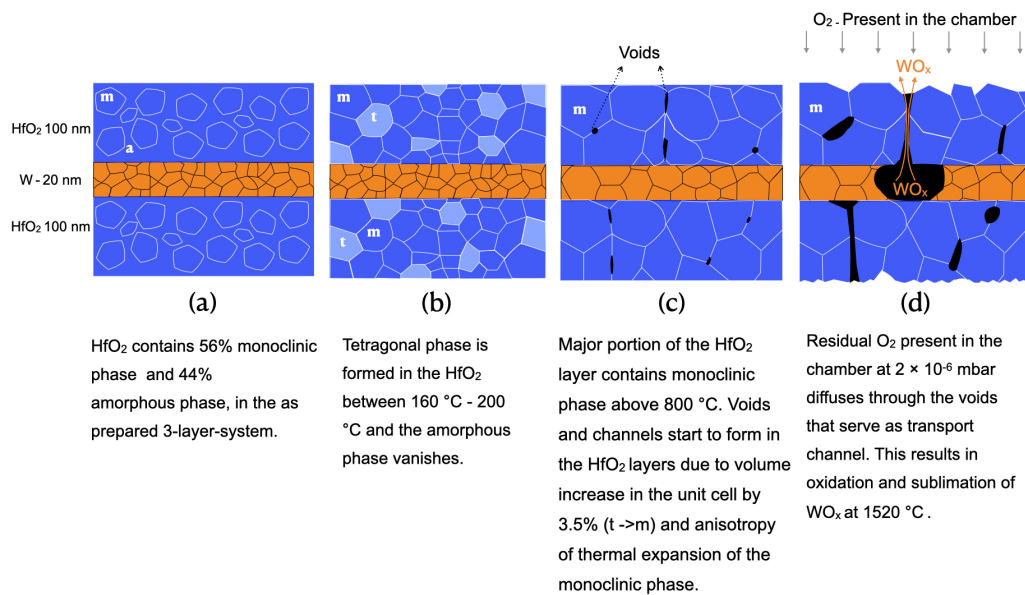 O₂ - Present in the chamber
Voids
WOₓ
m
a
HfO₂ 100 nm
W - 20 nm
HfO₂ 100 nm
m
t
t
m
m
m
WOₓ
(a)
(b)
(c)
(d)
HfO₂ contains 56% monoclinic
phase and 44%
amorphous phase, in the as
prepared 3-layer-system.
Tetragonal phase is
formed in the HfO₂
between 160 °C - 200
°C and the amorphous
phase vanishes.
Major portion of the HfO₂
layer contains monoclinic
phase above 800 °C. Voids
and channels start to form in
the HfO₂ layers due to volume
increase in the unit cell by
3.5% (t ->m) and anisotropy
of thermal expansion of the
monoclinic phase.
Residual O₂ present in the
chamber at 2 × 10⁻⁶ mbar
diffuses through the voids
that serve as transport
channel. This results in
oxidation and sublimation of
WOₓ at 1520 °C .